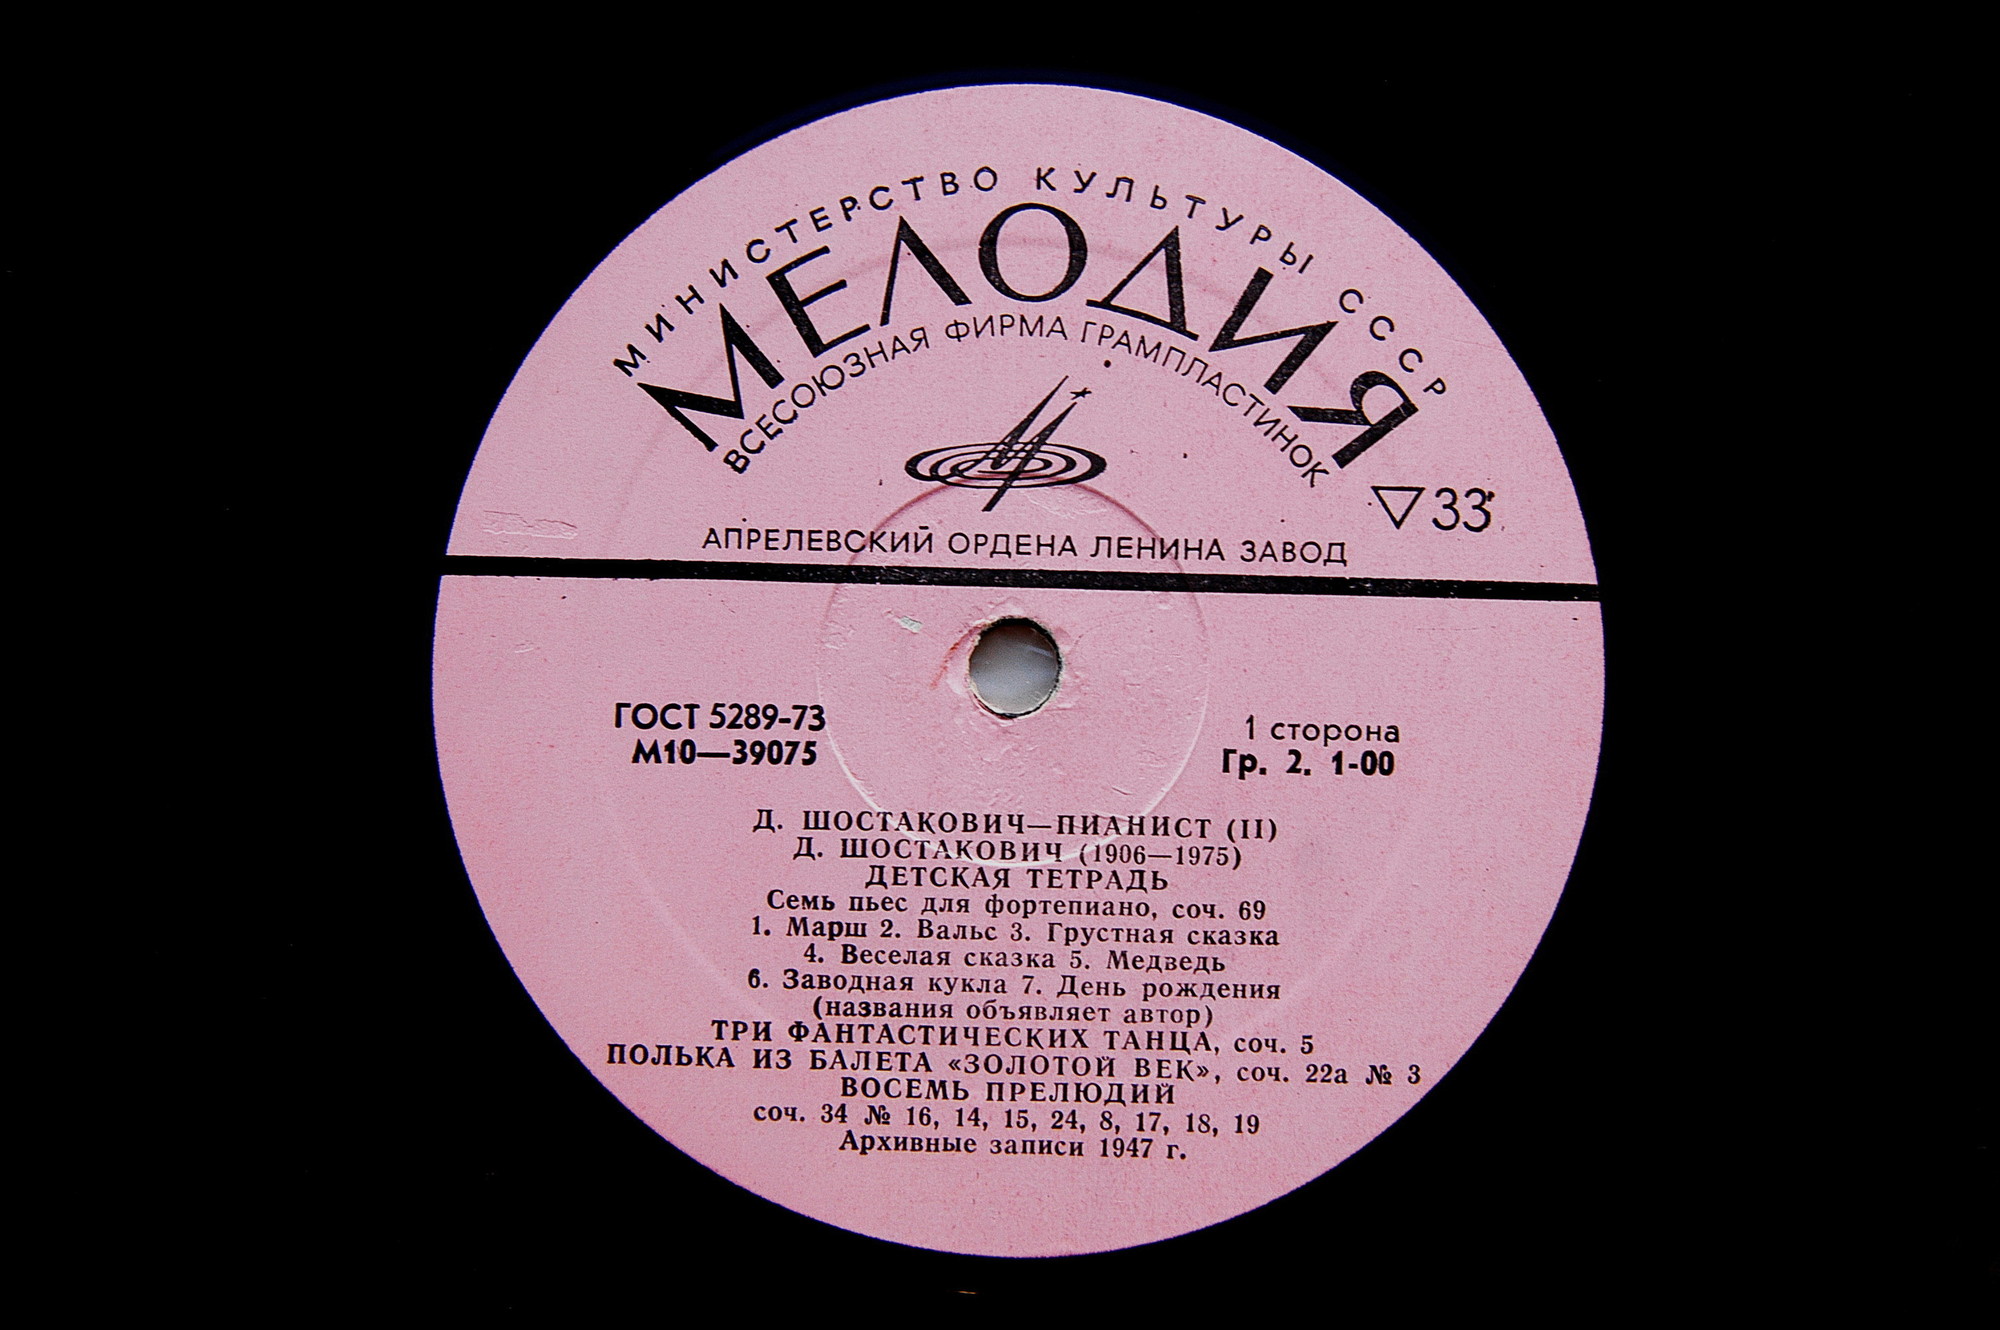 МИНИСТЕРСТВО КУЛЬТУРЫ СССР
МЕЛОДИЯ
ВСЕСОЮЗНАЯ ФИРМА ГРАМПЛАСТИНОК
33
АПРЕЛЕВСКИЙ ОРДЕНА ЛЕНИНА ЗАВОД
ГОСТ 5289-73
М10—39075
1 сторона
Гр. 2. 1-00
Д. ШОСТАКОВИЧ—ПИАНИСТ (II)
Д. ШОСТАКОВИЧ (1906—1975)
ДЕТСКАЯ ТЕТРАДЬ
Семь пьес для фортепиано, соч. 69
1. Марш 2. Вальс 3. Грустная сказка
4. Веселая сказка 5. Медведь
6. Заводная кукла 7. День рождения
(названия объявляет автор)
ТРИ ФАНТАСТИЧЕСКИХ ТАНЦА, соч. 5
ПОЛЬКА ИЗ БАЛЕТА «ЗОЛОТОЙ ВЕК», соч. 22а № 3
ВОСЕМЬ ПРЕЛЮДИЙ
соч. 34 № 16, 14, 15, 24, 8, 17, 18, 19
Архивные записи 1947 г.